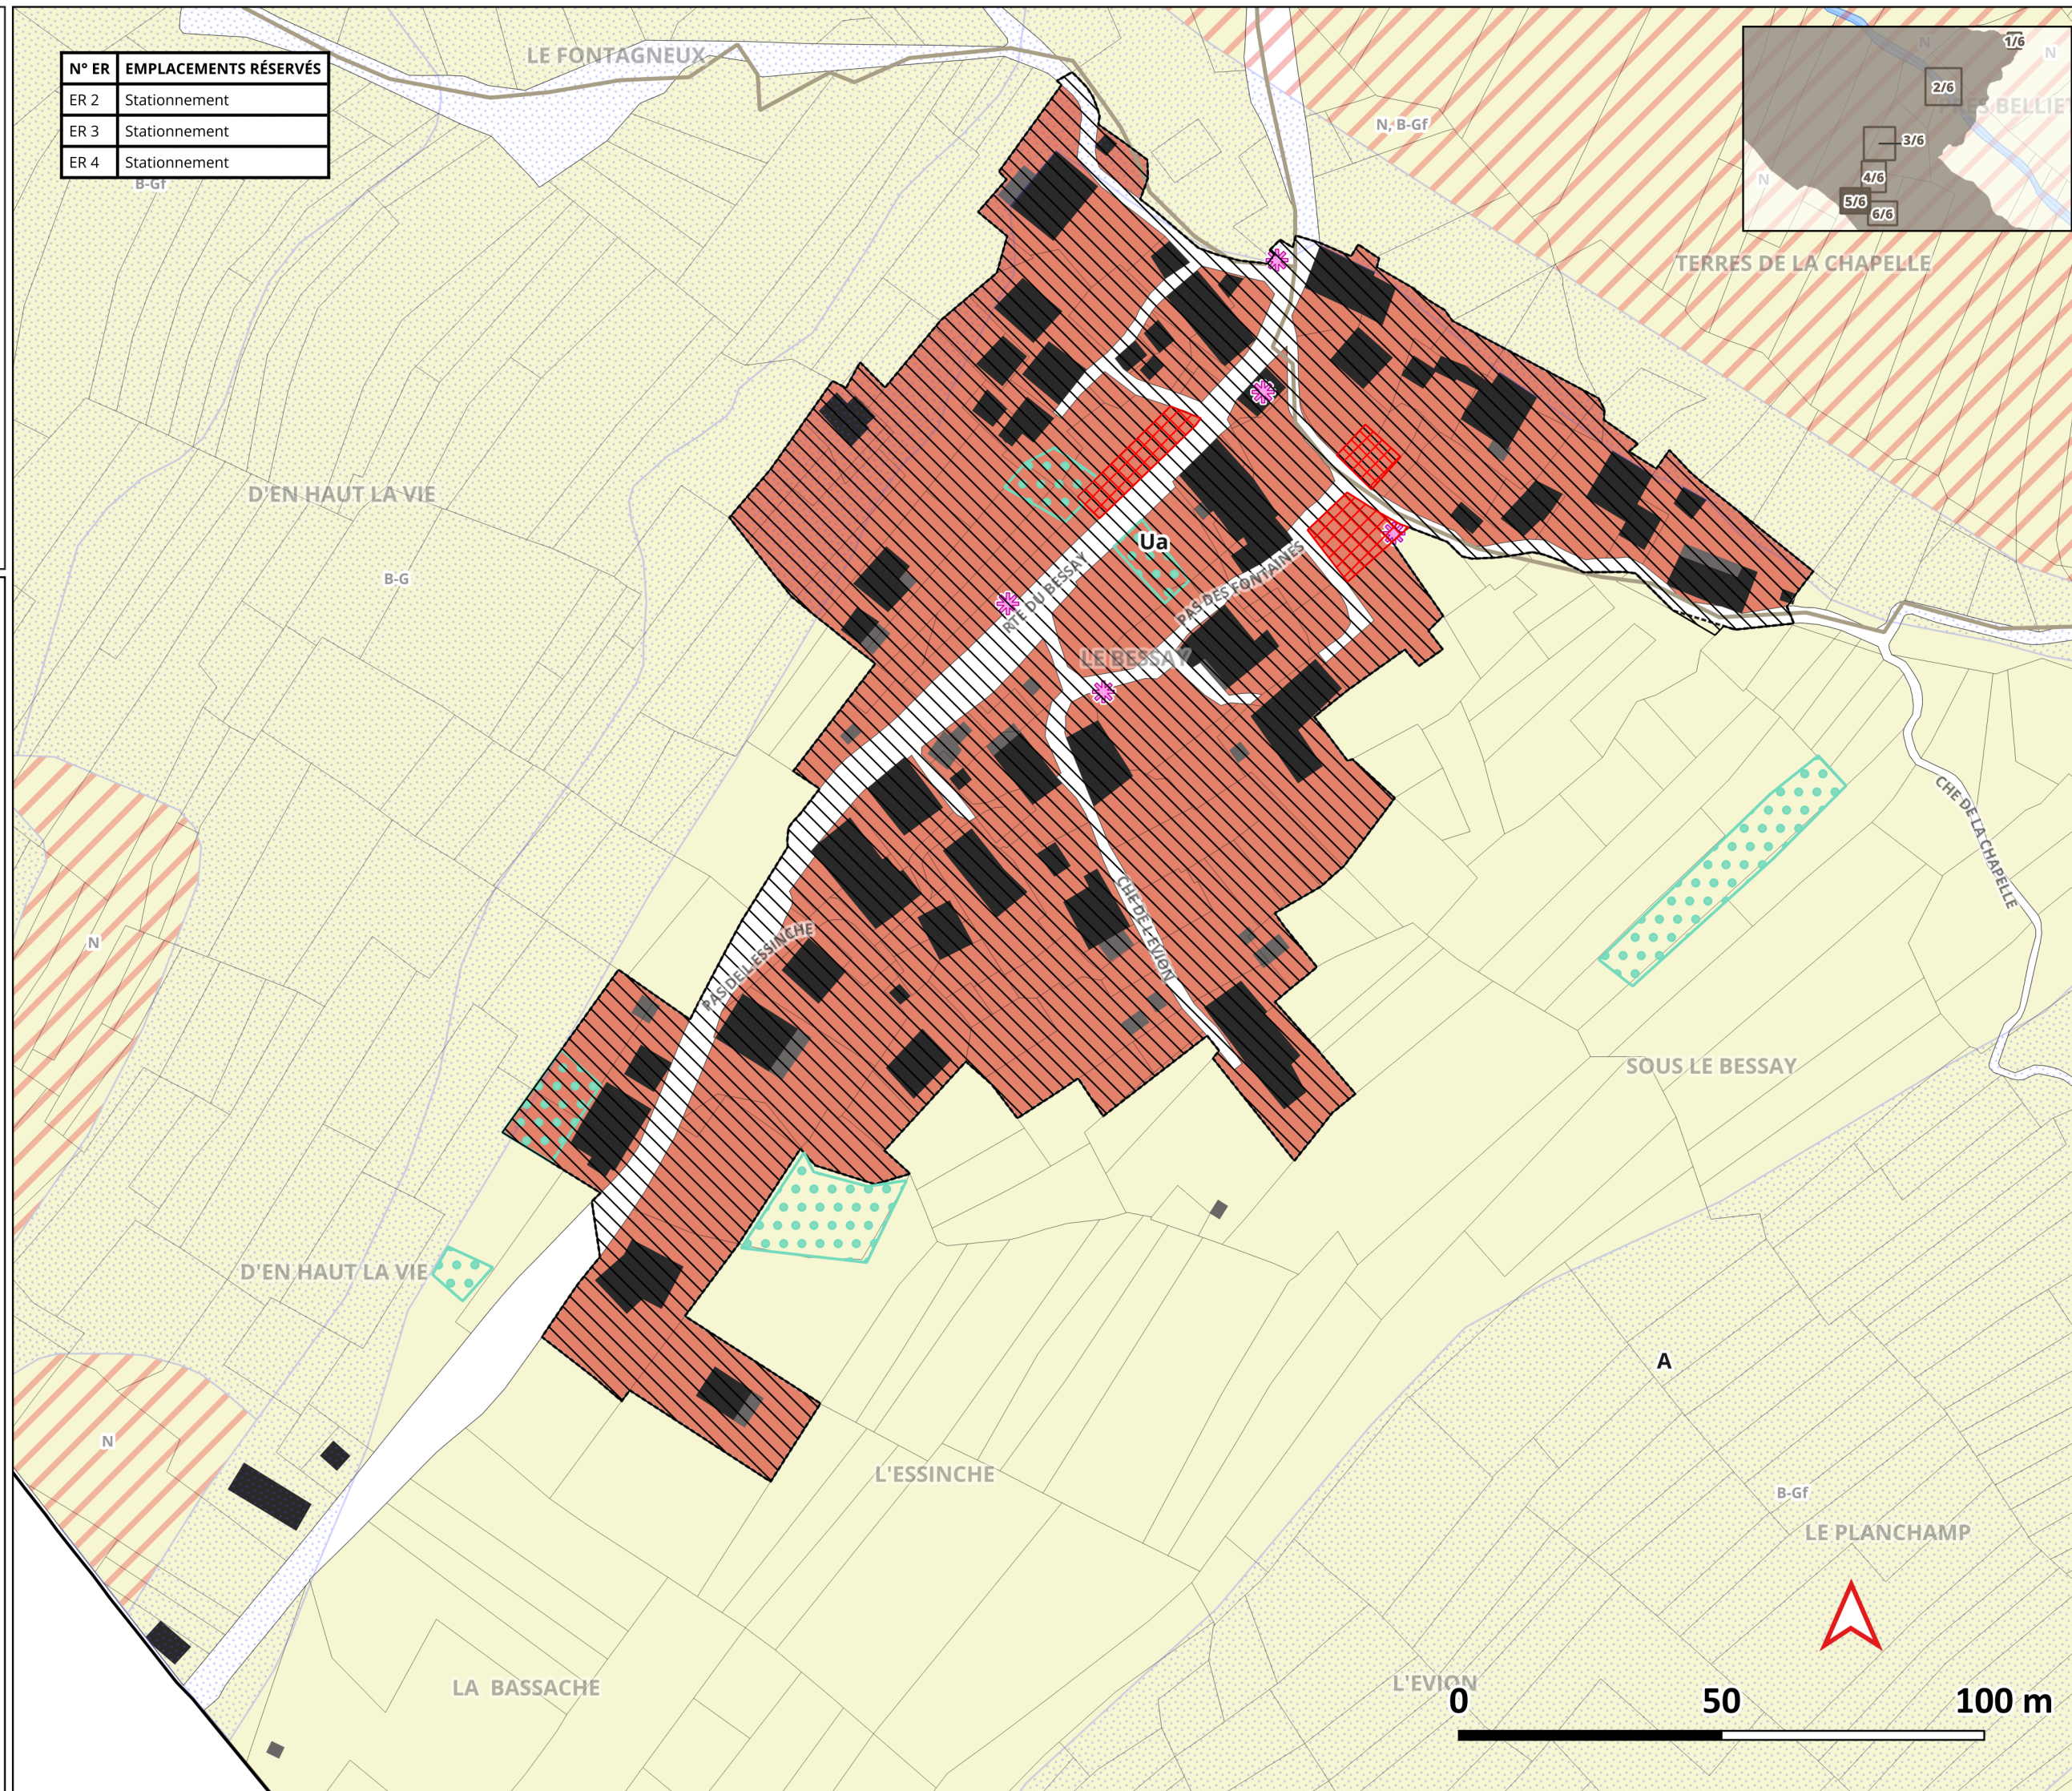 N° ER EMPLACEMENTS RÉSERVÉS
ER 2 Stationnement
ER 3 Stationnement
ER 4 Stationnement
B-Gf
LE FONTAGNEUX
N, B-Gf
N
1/6
N
2/6
PRÉS BELLIET
3/6
N
4/6
5/6
6/6
TERRES DE LA CHAPELLE
D'EN HAUT LA VIE
B-G
Ua
RTE DU BESSAY
PAS DES FONTAINES
LE BESSAY
CHE DE LA CHAPELLE
CHE DE L'EVION
PAS DE L'ESSINCHE
N
SOUS LE BESSAY
D'EN HAUT LA VIE
A
N
L'ESSINCHE
B-Gf
LE PLANCHAMP
LA BASSACHE
L'EVION
0 50 100 m